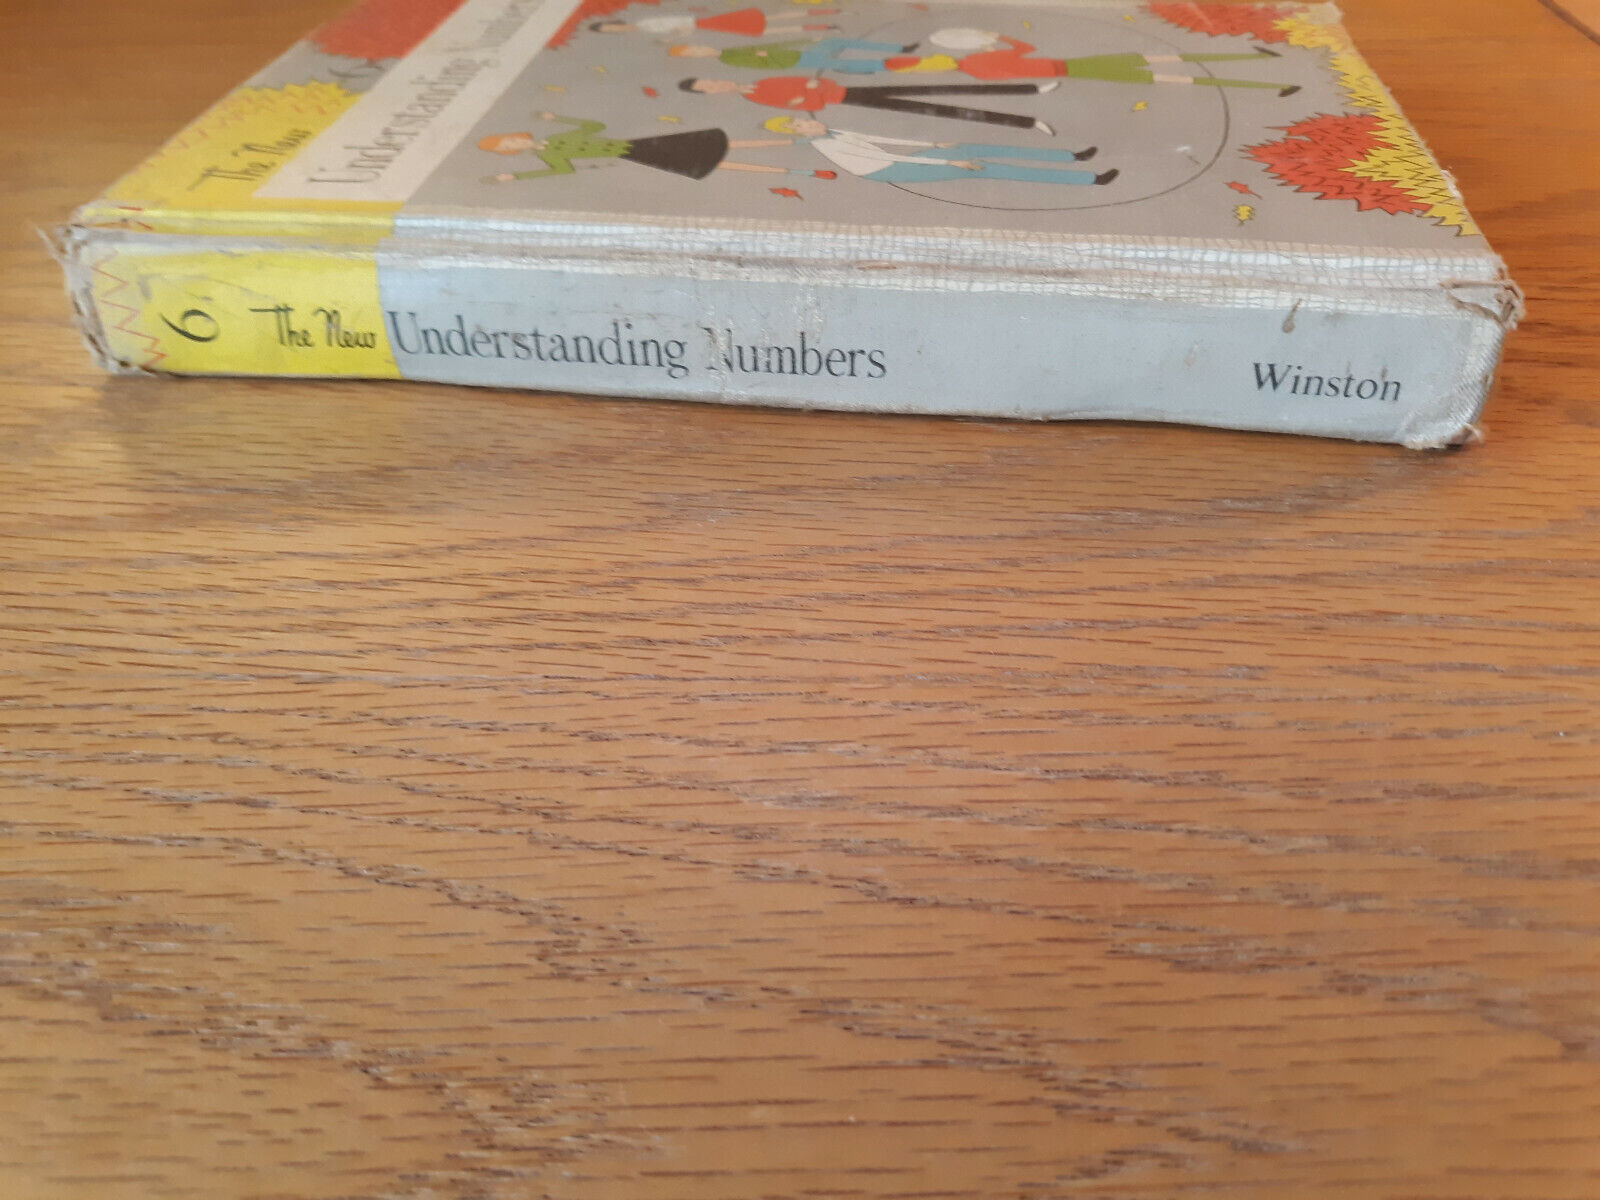 The New
Understanding Numbers
6 The New Understanding Numbers Winston